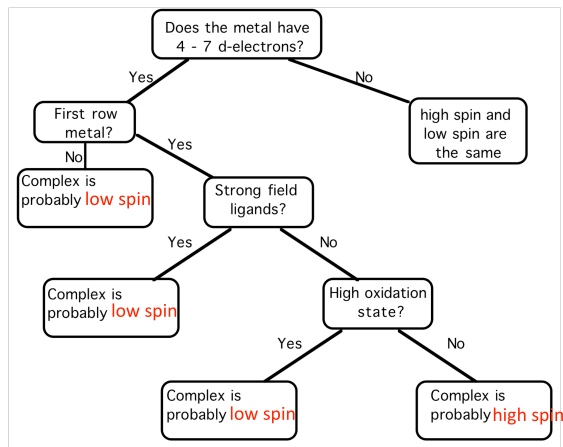 Does the metal have
4 - 7 d-electrons?
Yes
No
First row
metal?
high spin and
low spin are
the same
No
Yes
Complex is
probably low spin
Strong field
ligands?
Yes
No
Complex is
probably low spin
High oxidation
state?
Yes
No
Complex is
probably low spin
Complex is
probably high spin